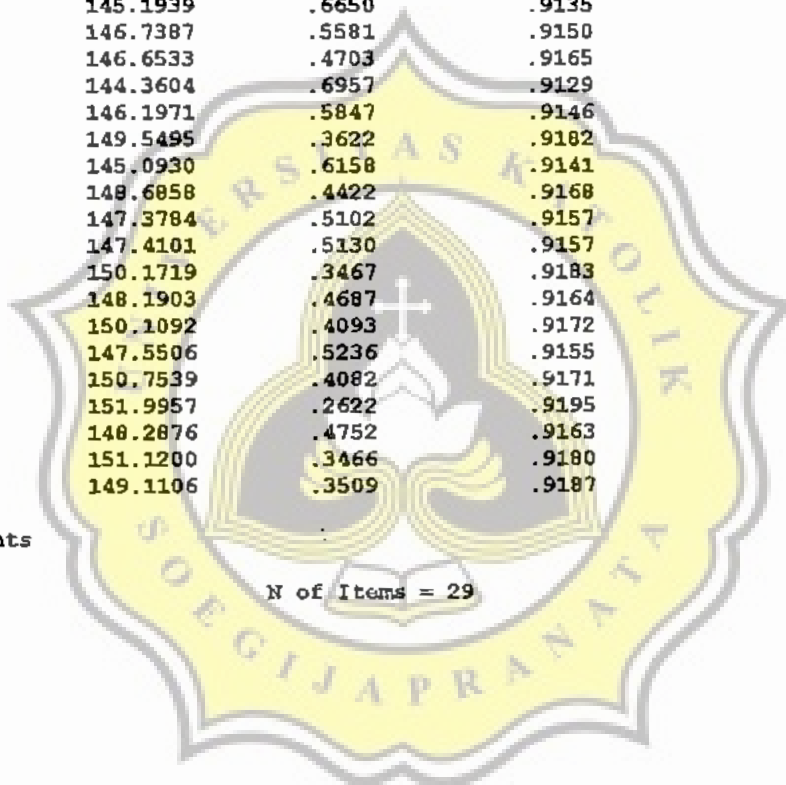 145.1939 .6650 .9135
146.7387 .5581 .9150
146.6533 .4703 .9165
144.3604 .6957 .9129
146.1971 .5847 .9146
149.5495 .3622 .9182
145.0930 .6158 .9141
148.6858 .4422 .9168
147.3784 .5102 .9157
147.4101 .5130 .9157
150.1719 .3467 .9183
148.1903 .4687 .9164
150.1092 .4093 .9172
147.5506 .5236 .9155
150.7539 .4082 .9171
151.9957 .2622 .9195
148.2876 .4752 .9163
151.1200 .3466 .9180
149.1106 .3509 .9187
nts
N of Items = 29
UNIVERSITAS KATOLIK
SOEGIJAPRANATA